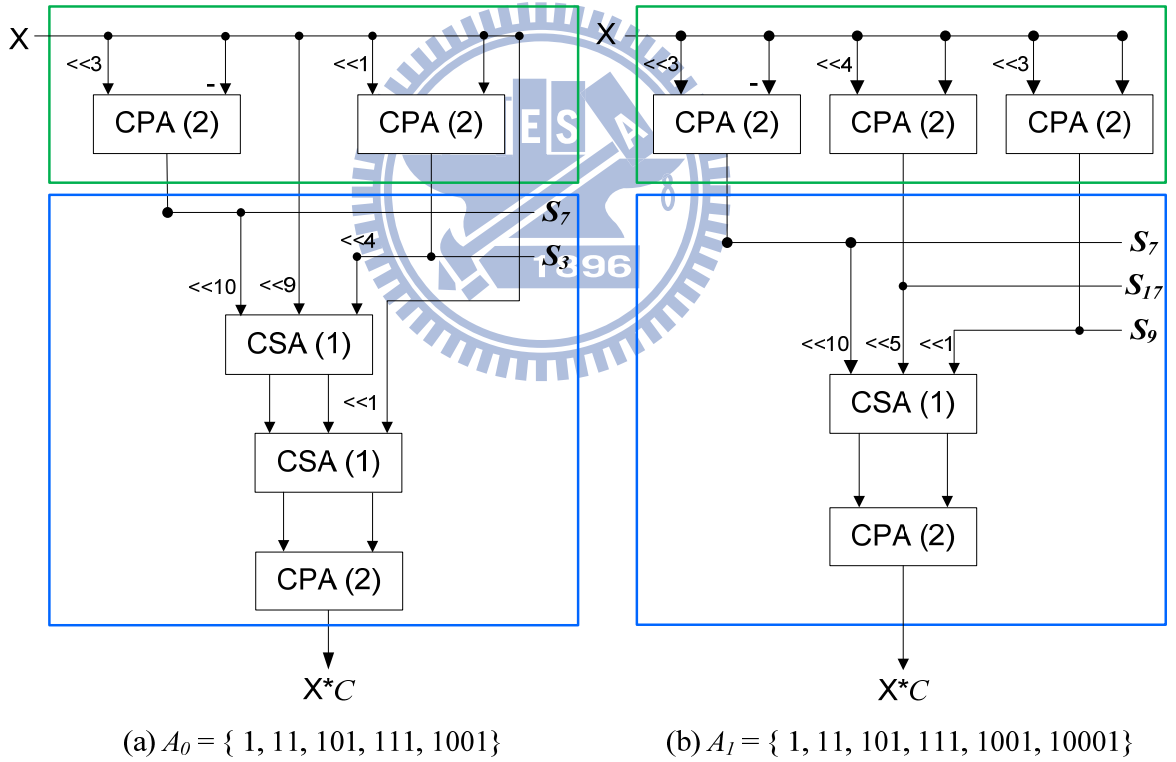 X
<<3
-
<<1
CPA (2)
CPA (2)
S7
<<4
S3
<<10
<<9
CSA (1)
<<1
CSA (1)
CPA (2)
X*C
(a) A0 = { 1, 11, 101, 111, 1001}
X
<<3
-
<<4
<<3
CPA (2)
CPA (2)
CPA (2)
S7
S17
S9
<<10
<<5
<<1
CSA (1)
CPA (2)
X*C
(b) A1 = { 1, 11, 101, 111, 1001, 10001}
E S A
8
1896